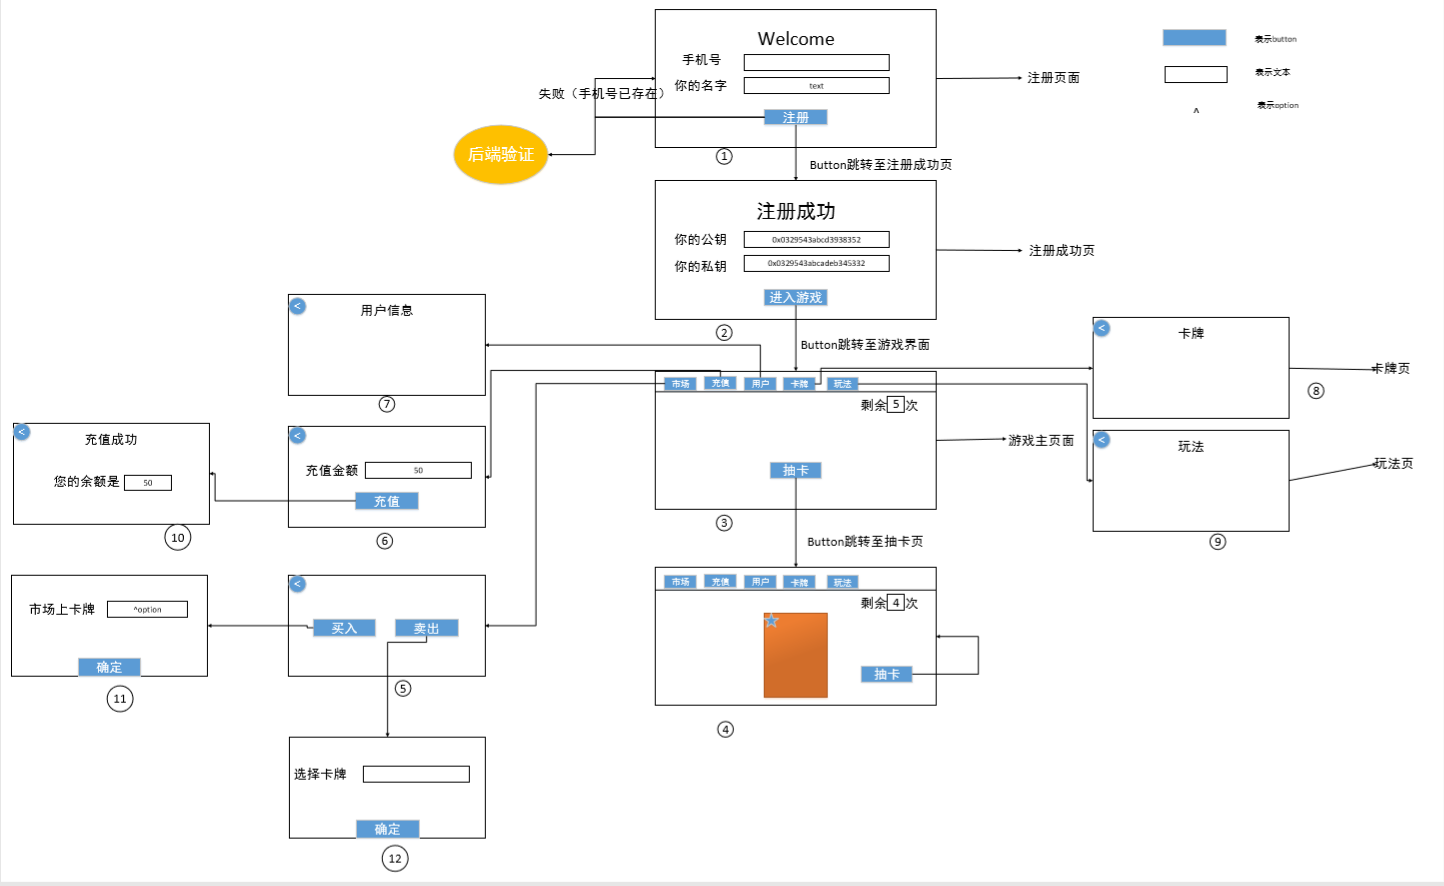 Welcome
手机号
你的名字
text
注册
①
失败（手机号已存在）
后端验证
注册页面
表示button
表示文本
^
表示option
Button跳转至注册成功页
注册成功
你的公钥
0x0329543abcd3938352
你的私钥
0x0329543abcadeb345332
进入游戏
②
注册成功页
Button跳转至游戏界面
<
用户信息
⑦
市场
充值
用户
卡牌
玩法
剩余 5 次
抽卡
③
游戏主页面
<
卡牌
⑧
卡牌页
<
玩法
⑨
玩法页
<
充值成功
您的余额是
50
10
<
充值金额
50
充值
⑥
Button跳转至抽卡页
市场
充值
用户
卡牌
玩法
剩余 4 次
抽卡
④
<
买入
卖出
⑤
市场上卡牌
^option
确定
11
选择卡牌
确定
12